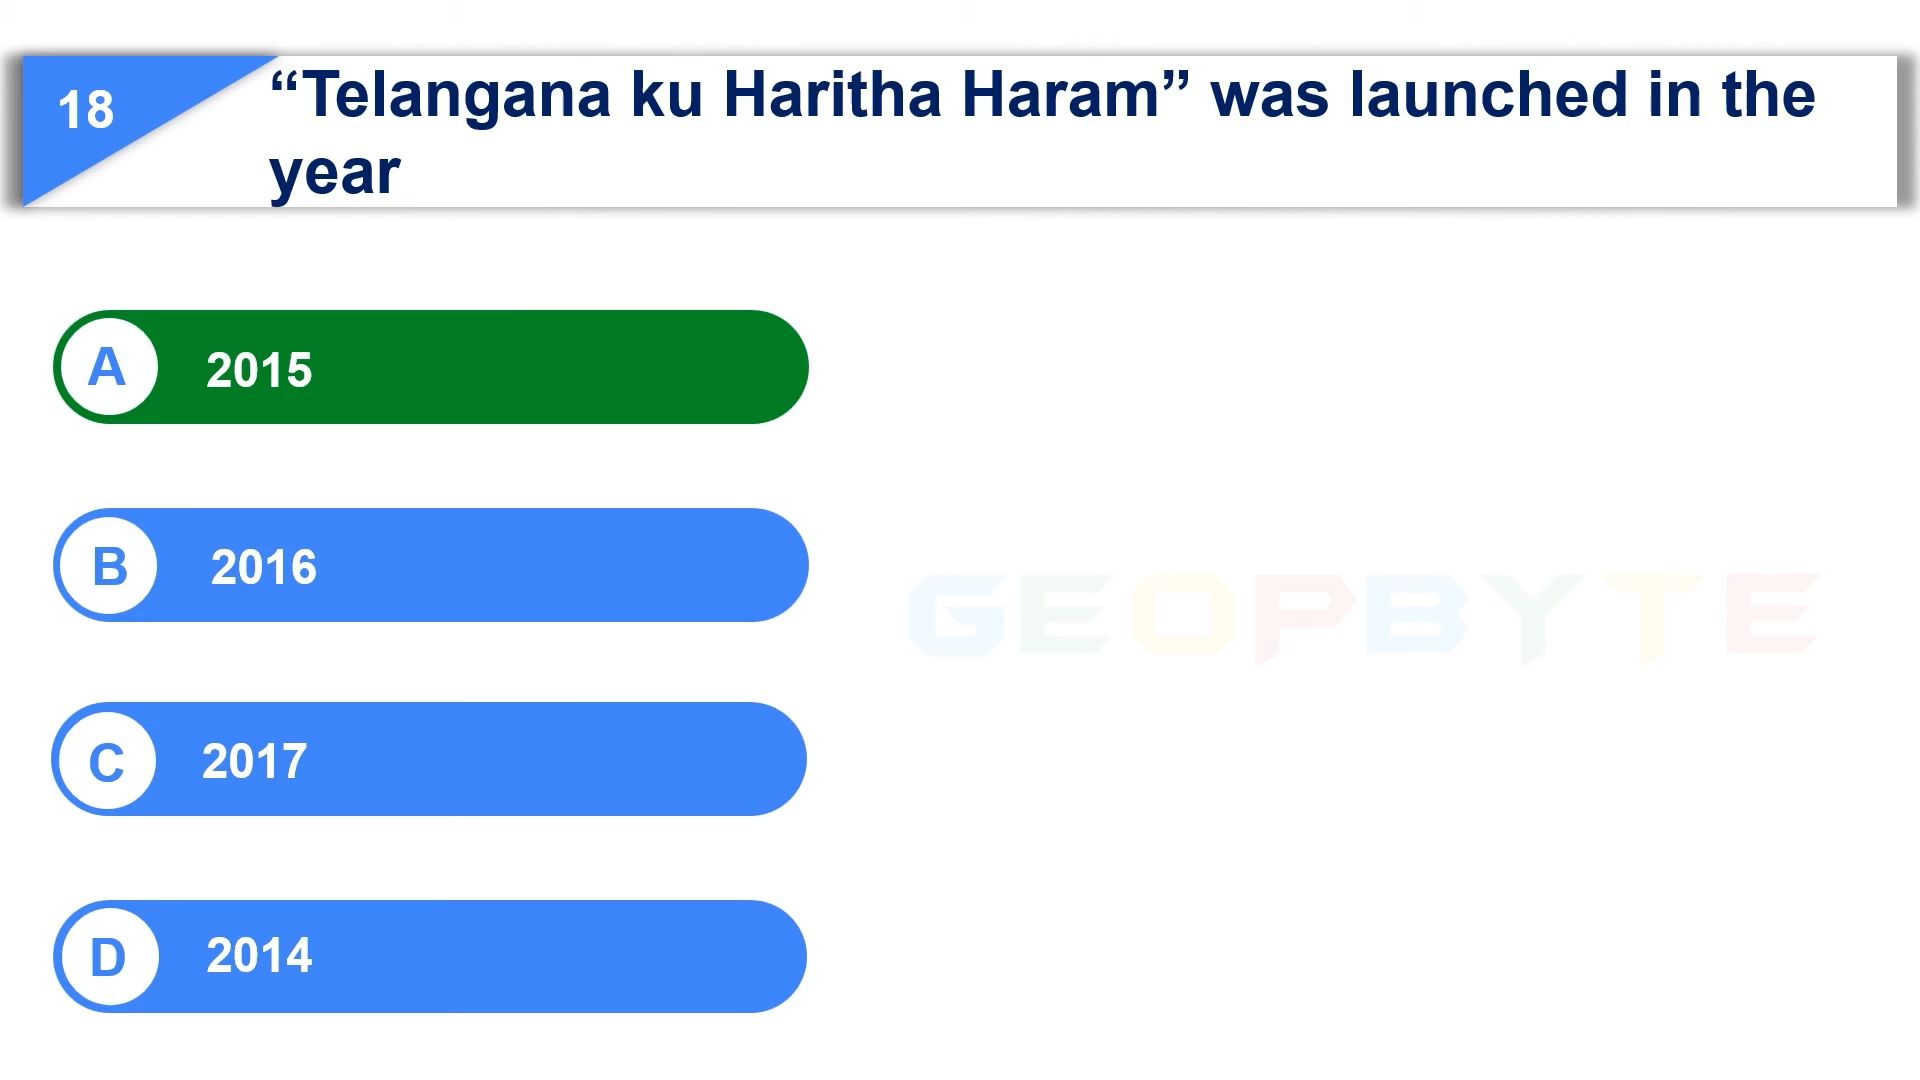 18
“Telangana ku Haritha Haram” was launched in the
year
A 2015
B 2016
GEOPBYTE
C 2017
D 2014